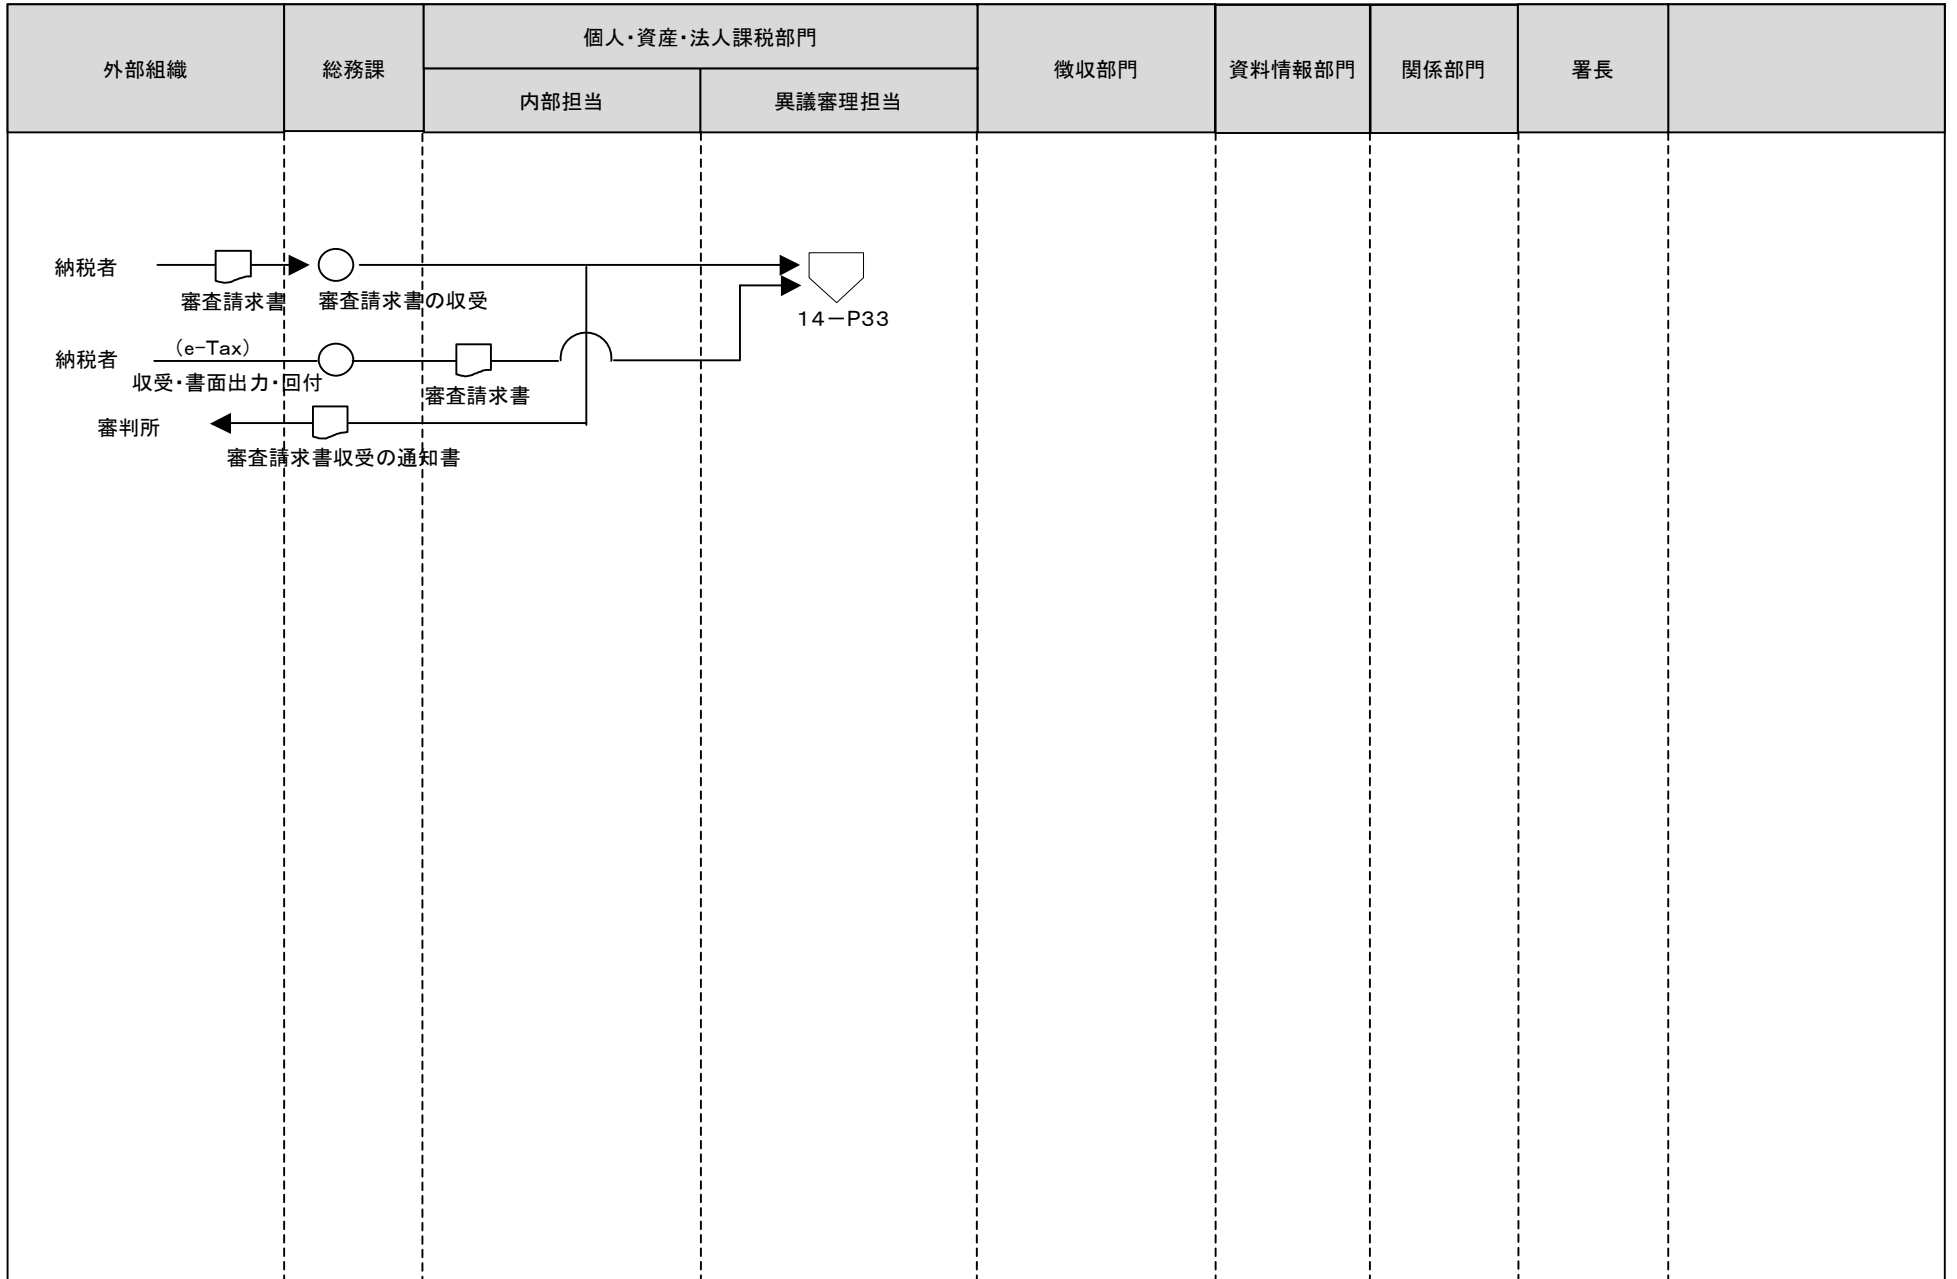 外部組織
総務課
個人・資産・法人課税部門
内部担当
異議審理担当
徴収部門
資料情報部門
関係部門
署長
納税者
審査請求書
審査請求書の収受
14－P33
納税者
（e-Tax）
収受・書面出力・回付
審査請求書
審判所
審査請求書収受の通知書